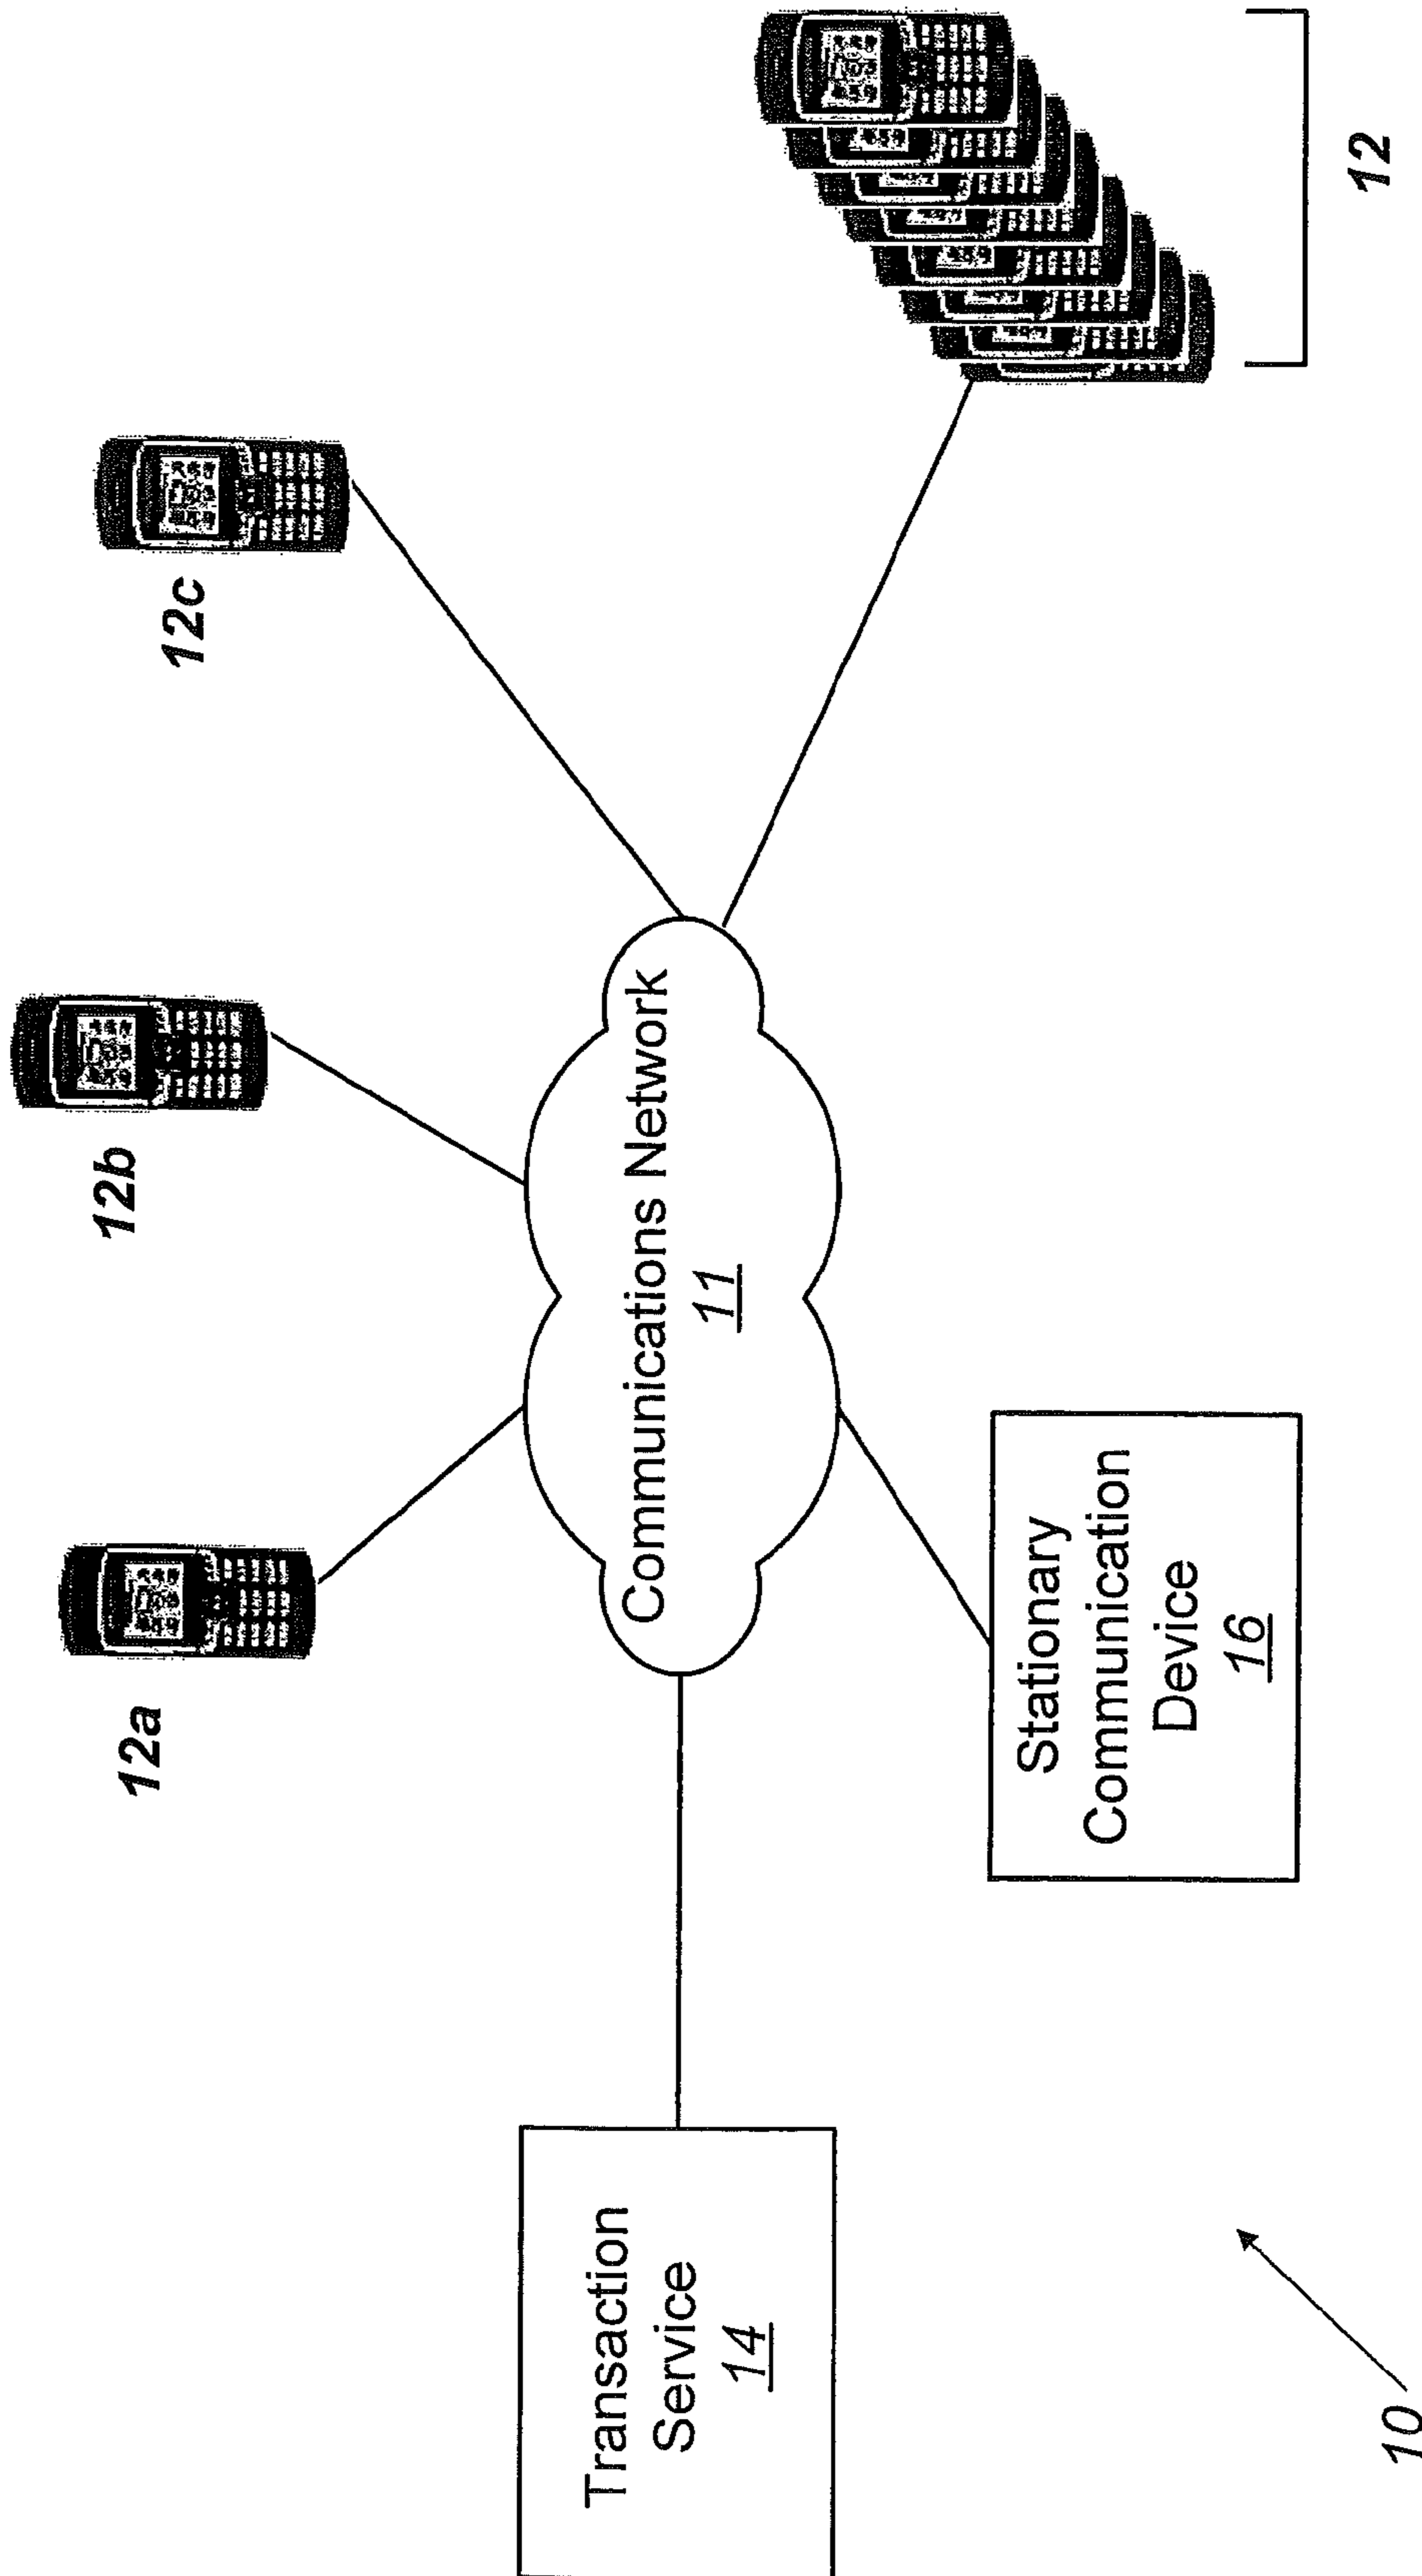 12a
12b
12c
Communications Network
11
Transaction
Service
14
Stationary
Communication
Device
16
12
10